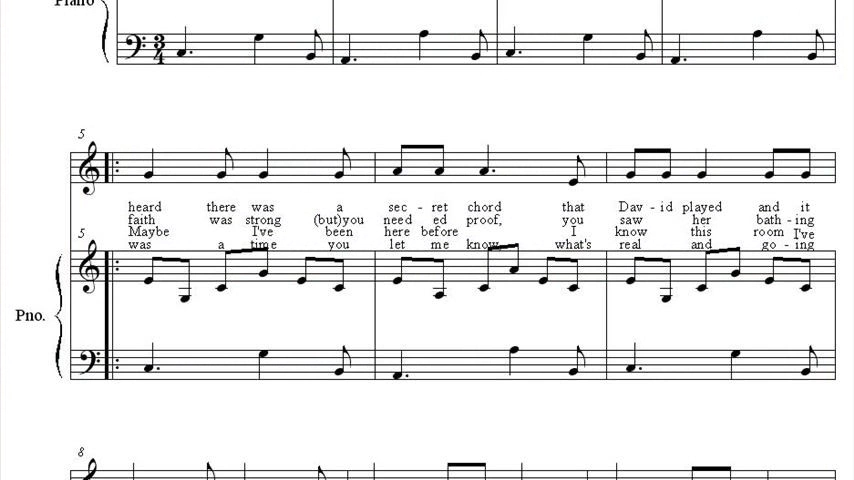 Piano
3
4
5
heard there was a sec - ret chord that Dav - id played and it
faith was strong (but)you need ed proof, you saw her bath - ing
Maybe I've been here before I know this room I've
was a time you let me know what's real and go - ing
5
Pno.
8